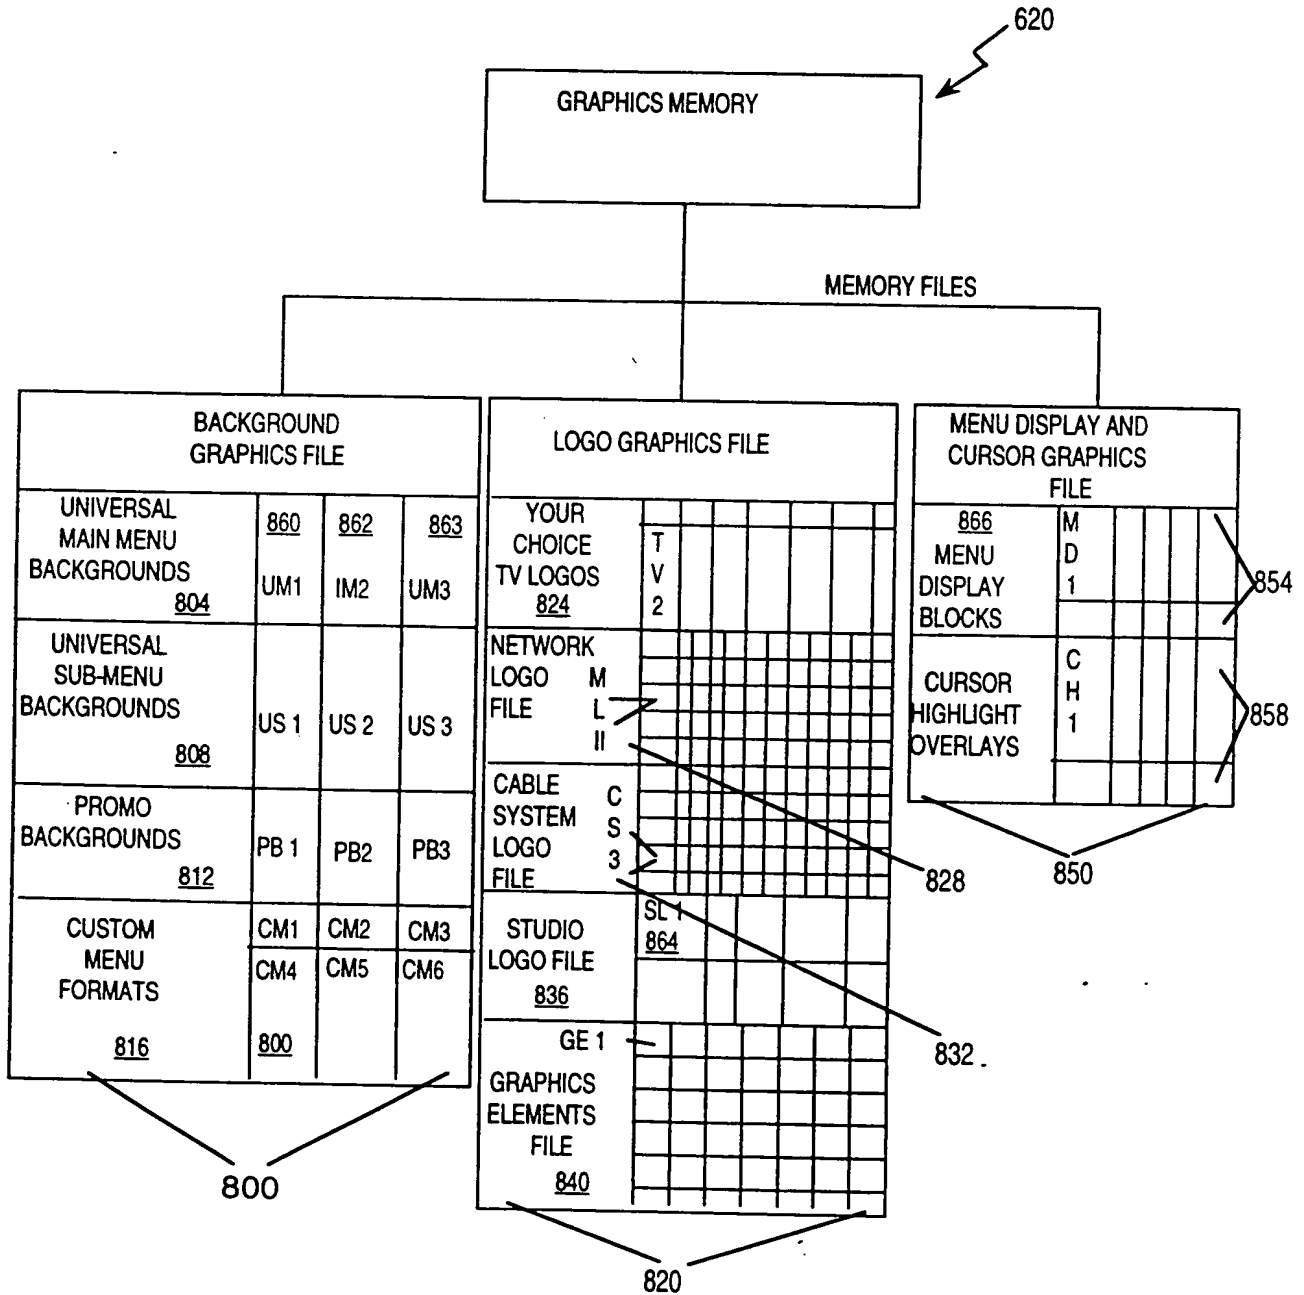 620
GRAPHICS MEMORY
MEMORY FILES
BACKGROUND
GRAPHICS FILE
UNIVERSAL
MAIN MENU
BACKGROUNDS
804
860
862
863
UM1
IM2
UM3
UNIVERSAL
SUB-MENU
BACKGROUNDS
808
US 1
US 2
US 3
PROMO
BACKGROUNDS
812
PB 1
PB2
PB3
CUSTOM
MENU
FORMATS
816
CM1
CM2
CM3
CM4
CM5
CM6
800
800
LOGO GRAPHICS FILE
YOUR
CHOICE
TV LOGOS
824
T
V
2
NETWORK
LOGO
FILE
M
L
II
CABLE
SYSTEM
LOGO
FILE
C
S
3
828
832
STUDIO
LOGO FILE
836
SL 1
864
GE 1
GRAPHICS
ELEMENTS
FILE
840
820
MENU DISPLAY AND
CURSOR GRAPHICS
FILE
866
MENU
DISPLAY
BLOCKS
M
D
1
854
CURSOR
HIGHLIGHT
OVERLAYS
C
H
1
858
850